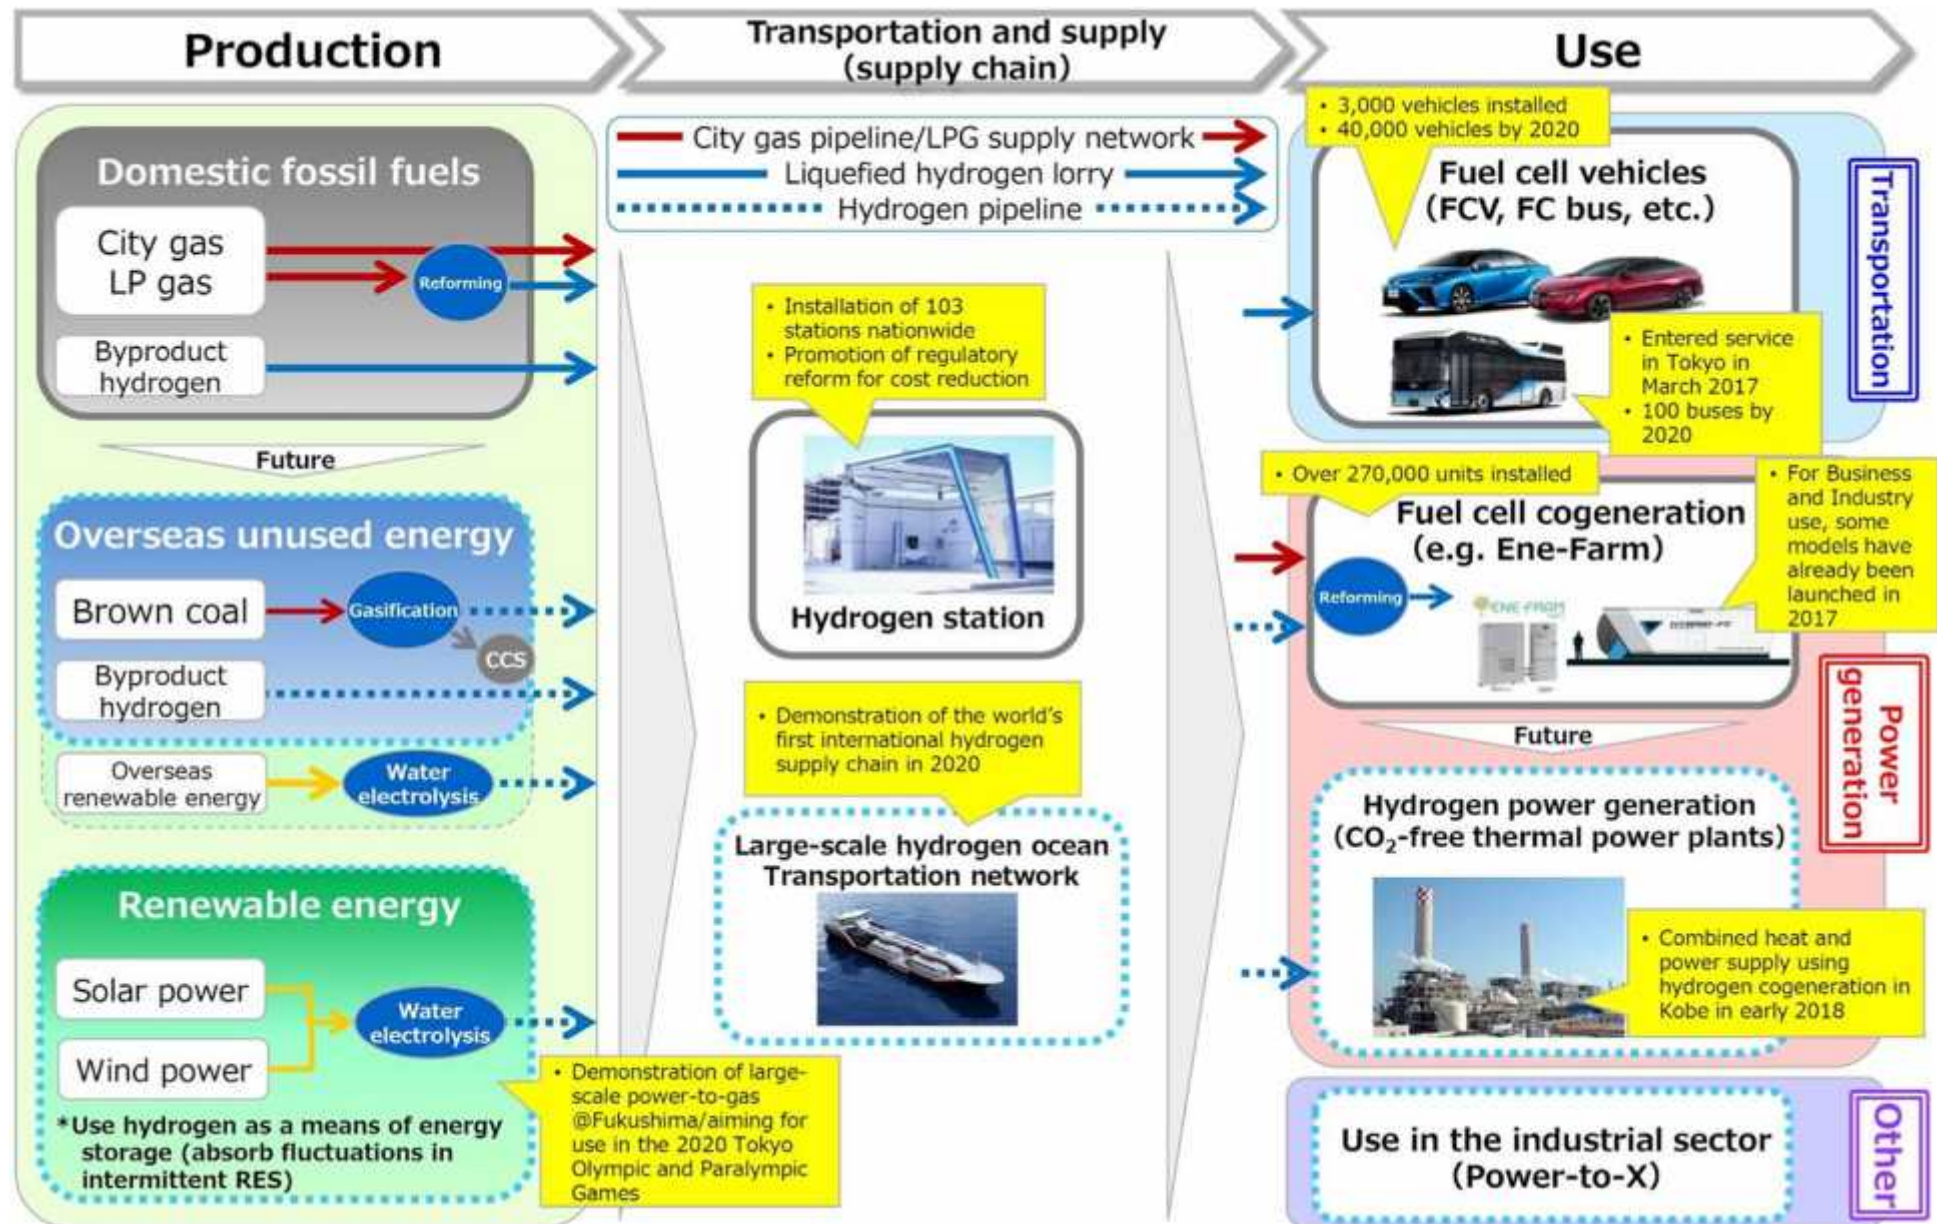 Production
Transportation and supply
(supply chain)
Use
Domestic fossil fuels
City gas
LP gas
Reforming
Byproduct
hydrogen
Future
Overseas unused energy
Brown coal
Gasification
CCS
Byproduct
hydrogen
Overseas
renewable energy
Water
electrolysis
Renewable energy
Solar power
Wind power
Water
electrolysis
*Use hydrogen as a means of energy
storage (absorb fluctuations in
intermittent RES)
• Demonstration of large-
scale power-to-gas
@Fukushima/aiming for
use in the 2020 Tokyo
Olympic and Paralympic
Games
City gas pipeline/LPG supply network
Liquefied hydrogen lorry
Hydrogen pipeline
• Installation of 103
stations nationwide
• Promotion of regulatory
reform for cost reduction
Hydrogen station
• Demonstration of the world's
first international hydrogen
supply chain in 2020
Large-scale hydrogen ocean
Transportation network
• 3,000 vehicles installed
• 40,000 vehicles by 2020
Fuel cell vehicles
(FCV, FC bus, etc.)
• Entered service
in Tokyo in
March 2017
• 100 buses by
2020
Transportation
• Over 270,000 units installed
Fuel cell cogeneration
(e.g. Ene-Farm)
Reforming
ENE-FARM
• For Business
and Industry
use, some
models have
already been
launched in
2017
Future
Power
generation
Hydrogen power generation
(CO₂-free thermal power plants)
• Combined heat and
power supply using
hydrogen cogeneration in
Kobe in early 2018
Use in the industrial sector
(Power-to-X)
Other